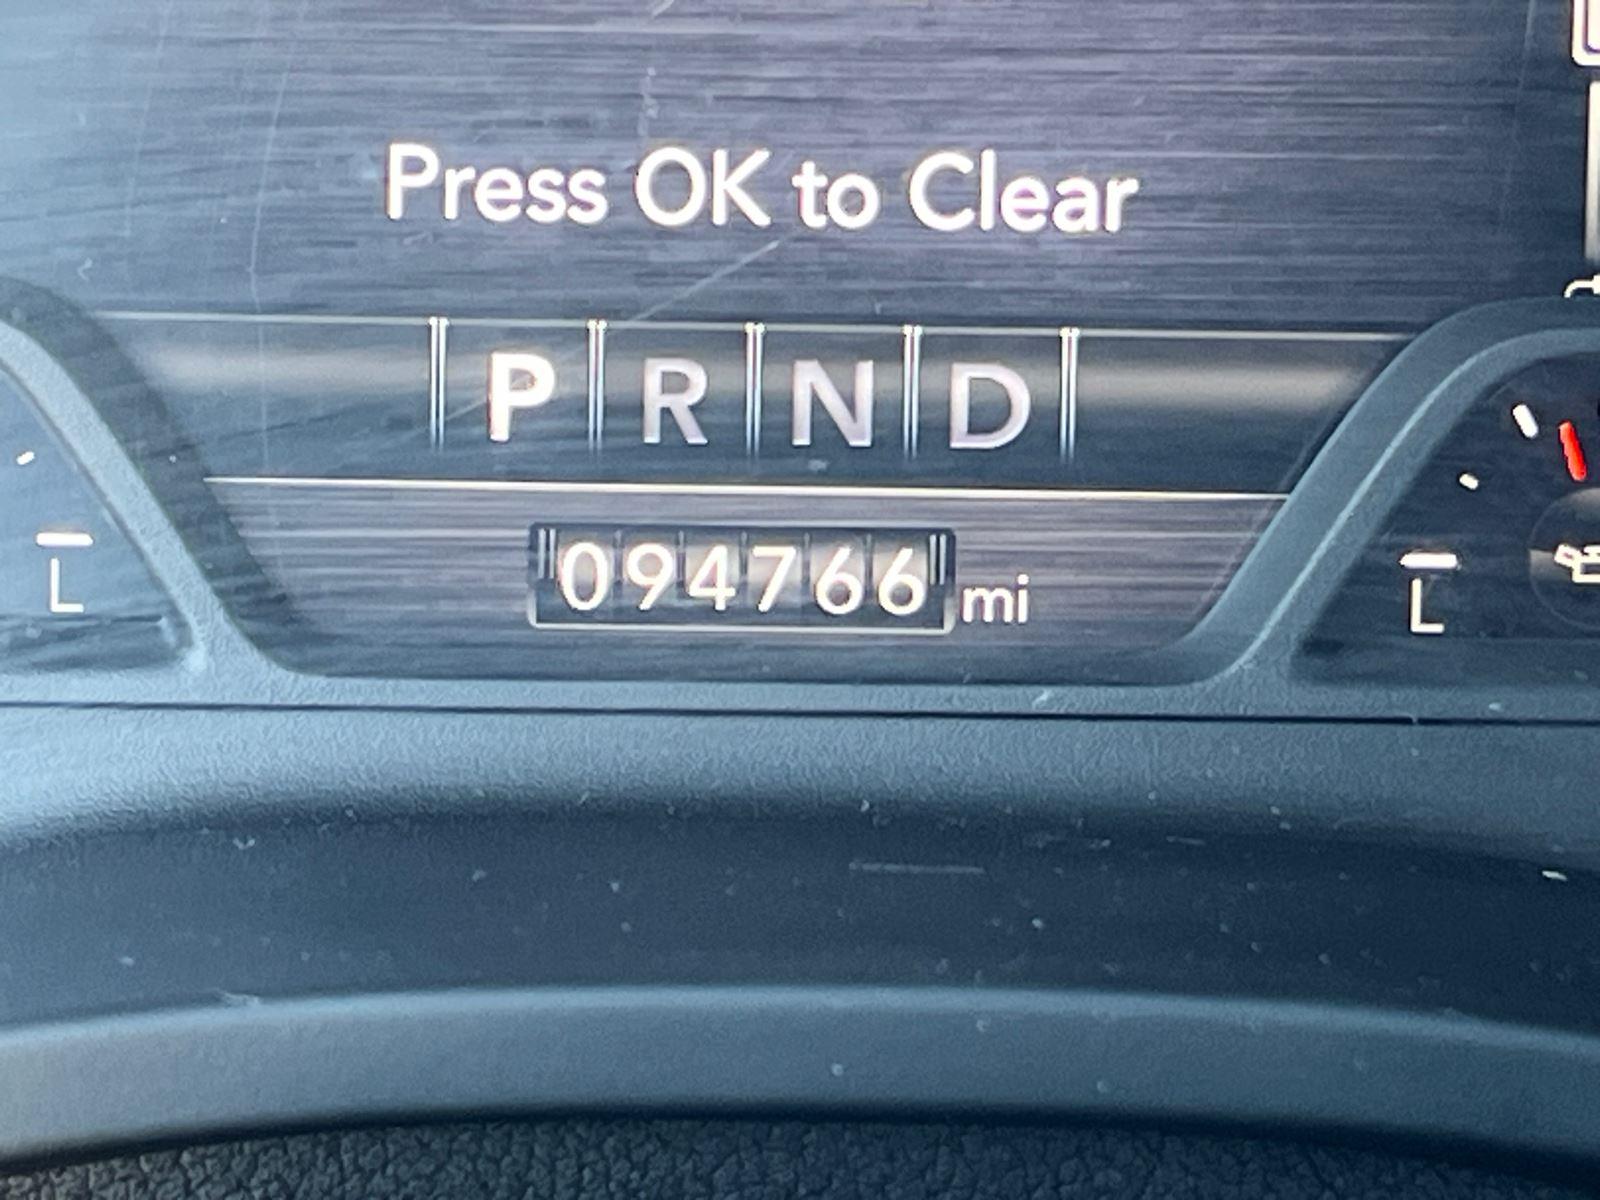 Press OK to Clear
P R N D
094766 mi
L
L